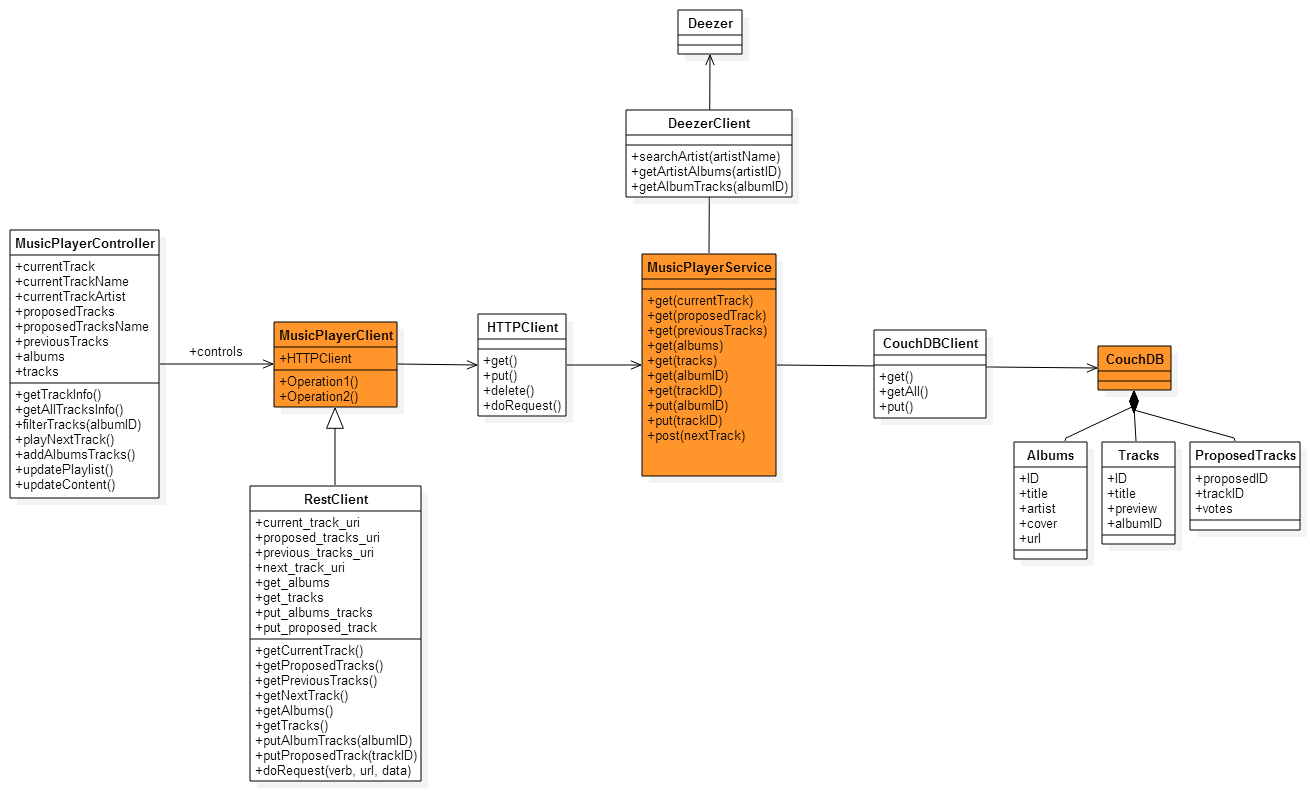 Deezer
DeezerClient
+searchArtist(artistName)
+getArtistAlbums(artistID)
+getAlbumTracks(albumID)
MusicPlayerController
+currentTrack
+currentTrackName
+currentTrackArtist
+proposedTracks
+proposedTracksName
+previousTracks
+albums
+tracks
+getTrackInfo()
+getAllTracksInfo()
+filterTracks(albumID)
+playNextTrack()
+addAlbumsTracks()
+updatePlaylist()
+updateContent()
+controls
MusicPlayerClient
+HTTPClient
+Operation1()
+Operation2()
HTTPClient
+get()
+put()
+delete()
+doRequest()
MusicPlayerService
+get(currentTrack)
+get(proposedTrack)
+get(previousTracks)
+get(albums)
+get(tracks)
+get(albumID)
+get(trackID)
+put(albumID)
+put(trackID)
+post(nextTrack)
CouchDBClient
+get()
+getAll()
+put()
CouchDB
Albums
+ID
+title
+artist
+cover
+url
Tracks
+ID
+title
+preview
+albumID
ProposedTracks
+proposedID
+trackID
+votes
RestClient
+current_track_uri
+proposed_tracks_uri
+previous_tracks_uri
+next_track_uri
+get_albums
+get_tracks
+put_albums_tracks
+put_proposed_track
+getCurrentTrack()
+getProposedTracks()
+getPreviousTracks()
+getNextTrack()
+getAlbums()
+getTracks()
+putAlbumTracks(albumID)
+putProposedTrack(trackID)
+doRequest(verb, url, data)